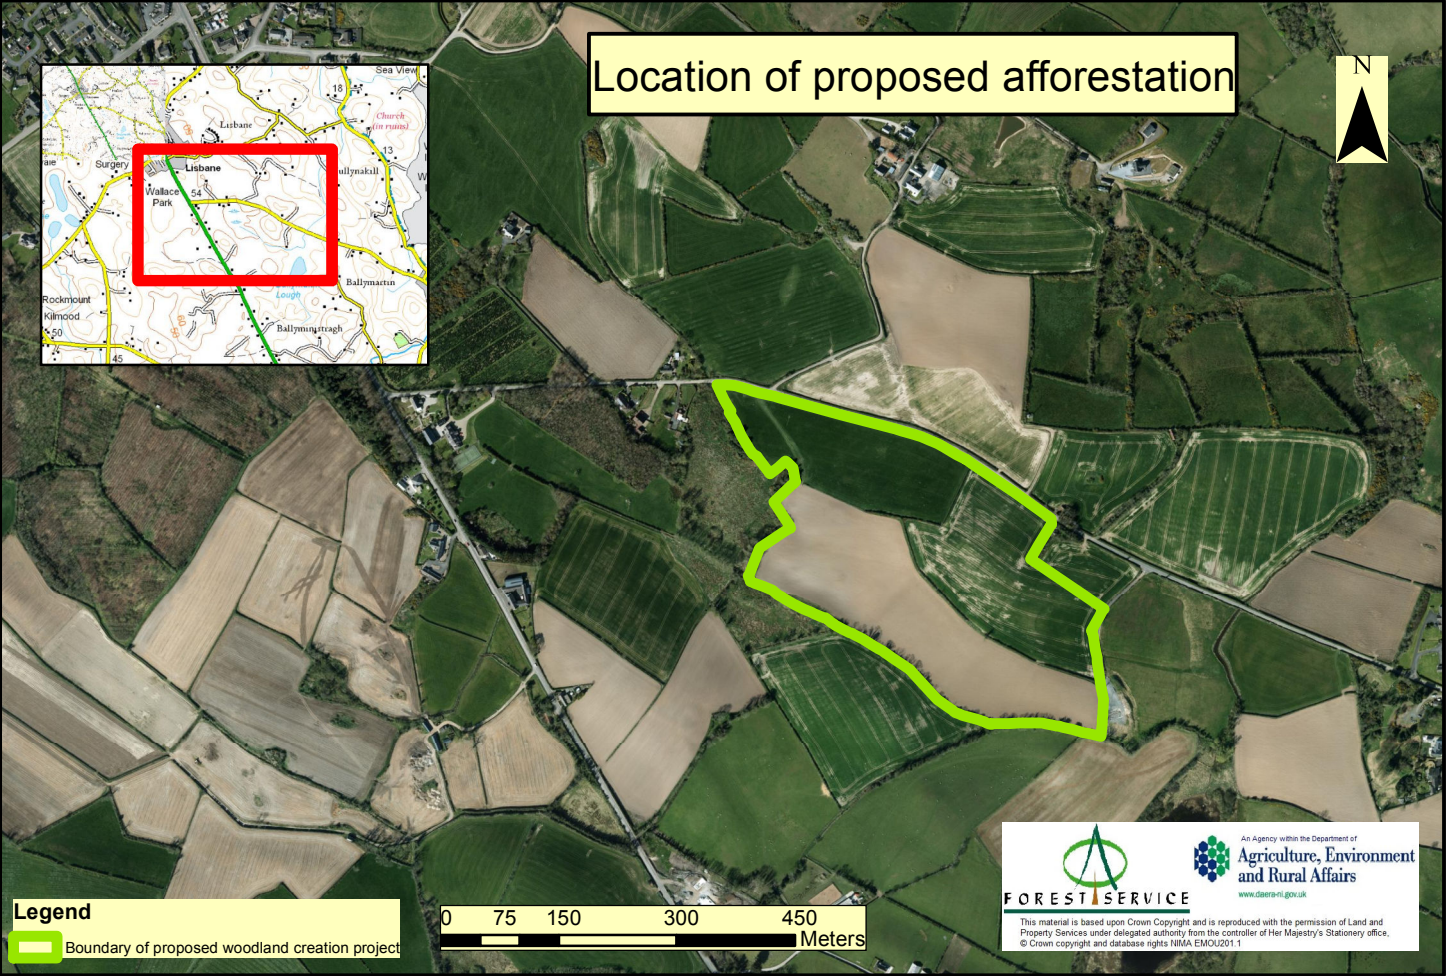 Location of proposed afforestation
N
Sea View
18
Church
(in ruins)
Lisbane
13
Surgery
Lisbane
ullynakill
Wallace
Park
54
Ballymartin
Lough
Rockmount
Kilmood
60
50
Ballyministragh
50
45
Legend
Boundary of proposed woodland creation project
0 75 150 300 450
Meters
FOREST SERVICE
An Agency within the Department of
Agriculture, Environment
and Rural Affairs
www.daera-ni.gov.uk
This material is based upon Crown Copyright and is reproduced with the permission of Land and
Property Services under delegated authority from the controller of Her Majesty's Stationery office,
© Crown copyright and database rights NIMA EMOU201.1